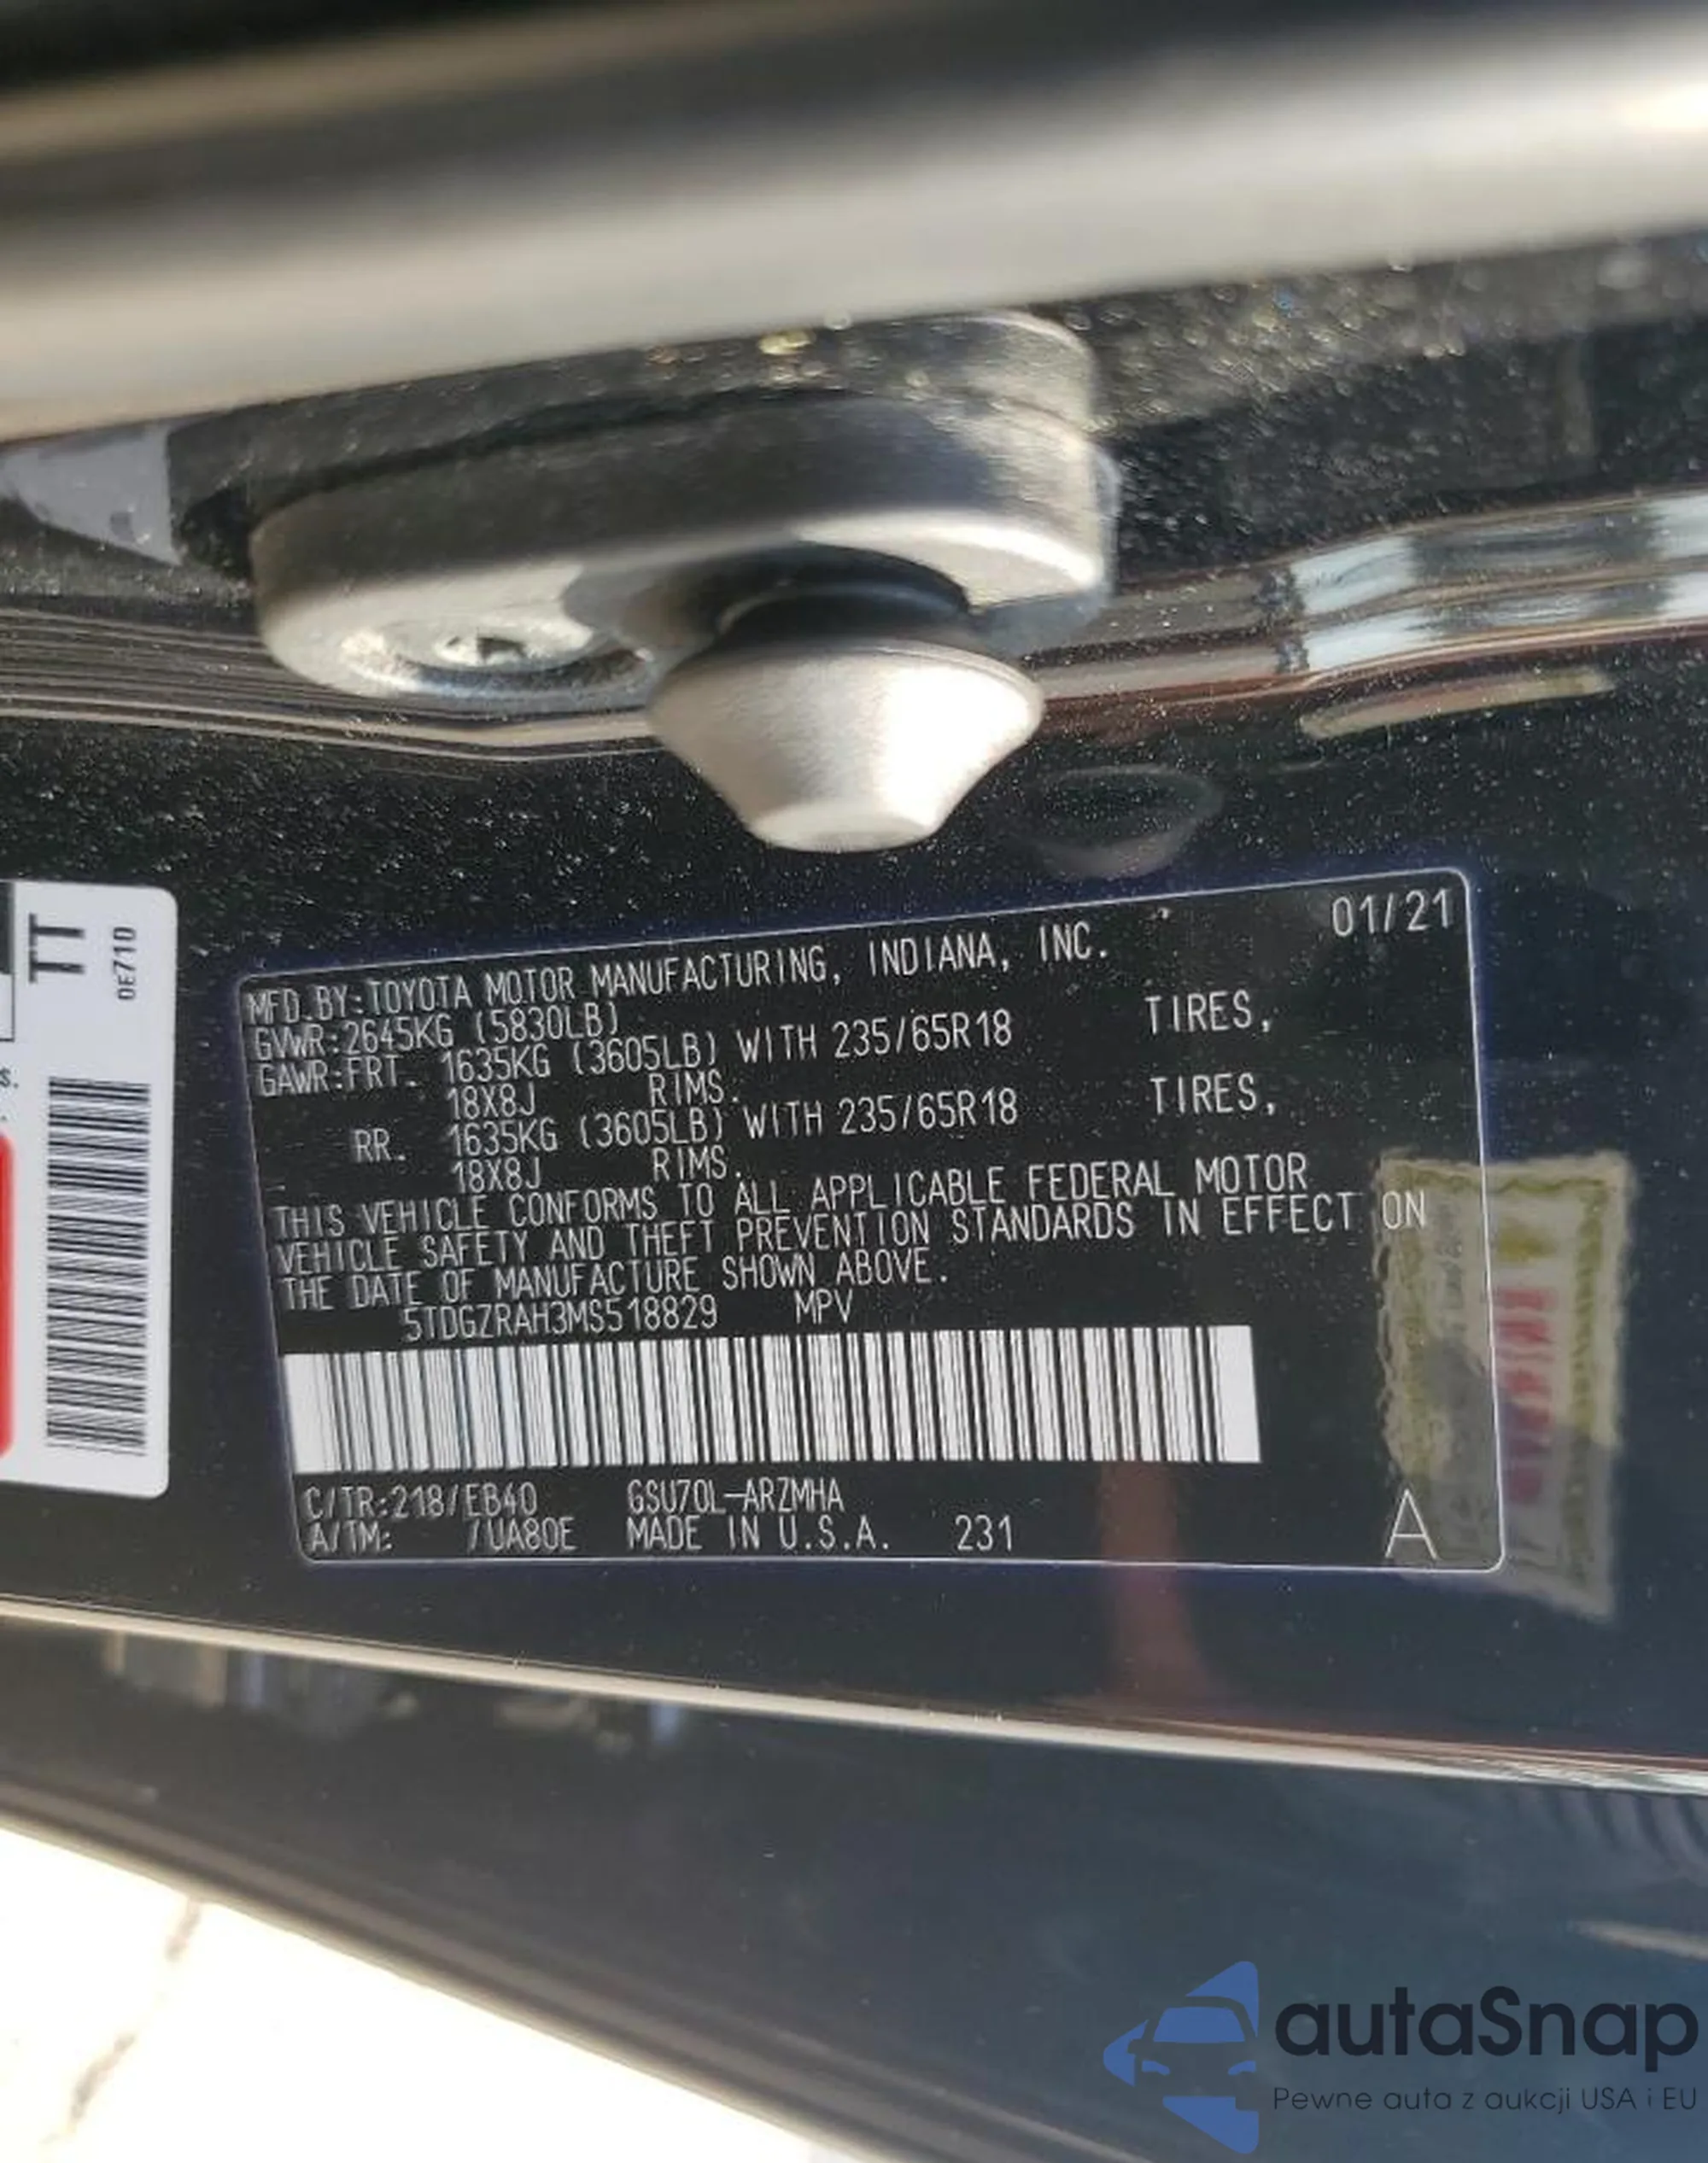 01/21
MFD.BY:TOYOTA MOTOR MANUFACTURING, INDIANA, INC.
GVWR:2645KG (5830LB)
GAWR:FRT. 1635KG (3605LB) WITH 235/65R18 TIRES,
18X8J RIMS.
RR. 1635KG (3605LB) WITH 235/65R18 TIRES,
18X8J RIMS.
THIS VEHICLE CONFORMS TO ALL APPLICABLE FEDERAL MOTOR
VEHICLE SAFETY AND THEFT PREVENTION STANDARDS IN EFFECT ON
THE DATE OF MANUFACTURE SHOWN ABOVE.
5TDGZRAH3MS518829 MPV
C/TR:218/EB40 GSU70L-ARZMHA
A/TM: /UA80E MADE IN U.S.A. 231 A
TT
0E710
autaSnap
Pewne auta z aukcji USA i EU